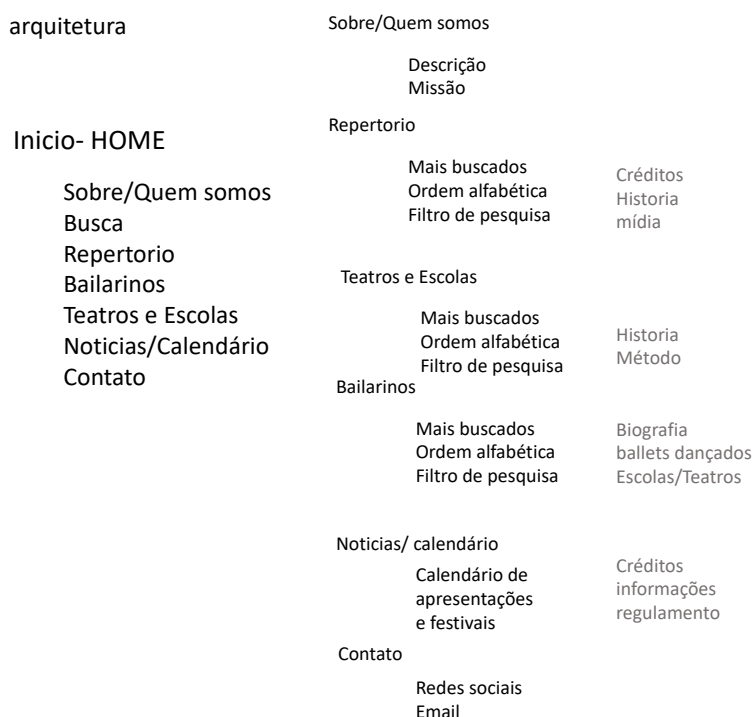 arquitetura
Inicio- HOME
Sobre/Quem somos
Busca
Repertorio
Bailarinos
Teatros e Escolas
Noticias/Calendário
Contato
Sobre/Quem somos
Descrição
Missão
Repertorio
Mais buscados
Ordem alfabética
Filtro de pesquisa
Créditos
Historia
mídia
Teatros e Escolas
Mais buscados
Ordem alfabética
Filtro de pesquisa
Historia
Método
Bailarinos
Mais buscados
Ordem alfabética
Filtro de pesquisa
Biografia
ballets dançados
Escolas/Teatros
Noticias/ calendário
Calendário de
apresentações
e festivais
Créditos
informações
regulamento
Contato
Redes sociais
Email